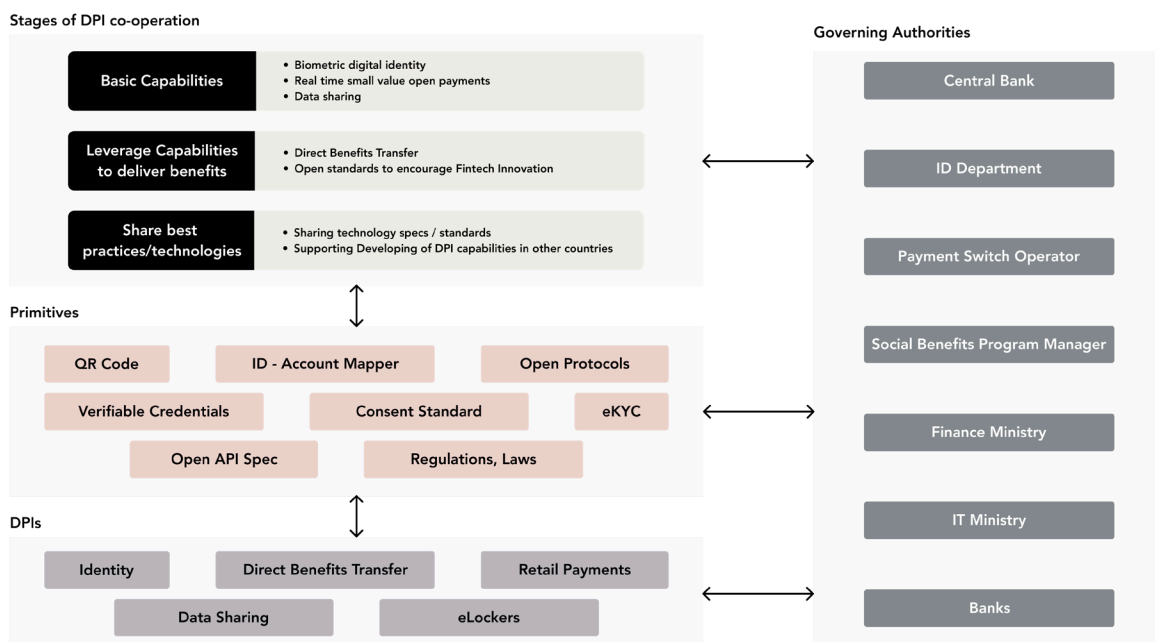 Stages of DPI co-operation
Basic Capabilities
• Biometric digital identity
• Real time small value open payments
• Data sharing
Leverage Capabilities
to deliver benefits
• Direct Benefits Transfer
• Open standards to encourage Fintech Innovation
Share best
practices/technologies
• Sharing technology specs / standards
• Supporting Developing of DPI capabilities in other countries
Primitives
QR Code
ID - Account Mapper
Open Protocols
Verifiable Credentials
Consent Standard
eKYC
Open API Spec
Regulations, Laws
DPIs
Identity
Direct Benefits Transfer
Retail Payments
Data Sharing
eLockers
Governing Authorities
Central Bank
ID Department
Payment Switch Operator
Social Benefits Program Manager
Finance Ministry
IT Ministry
Banks